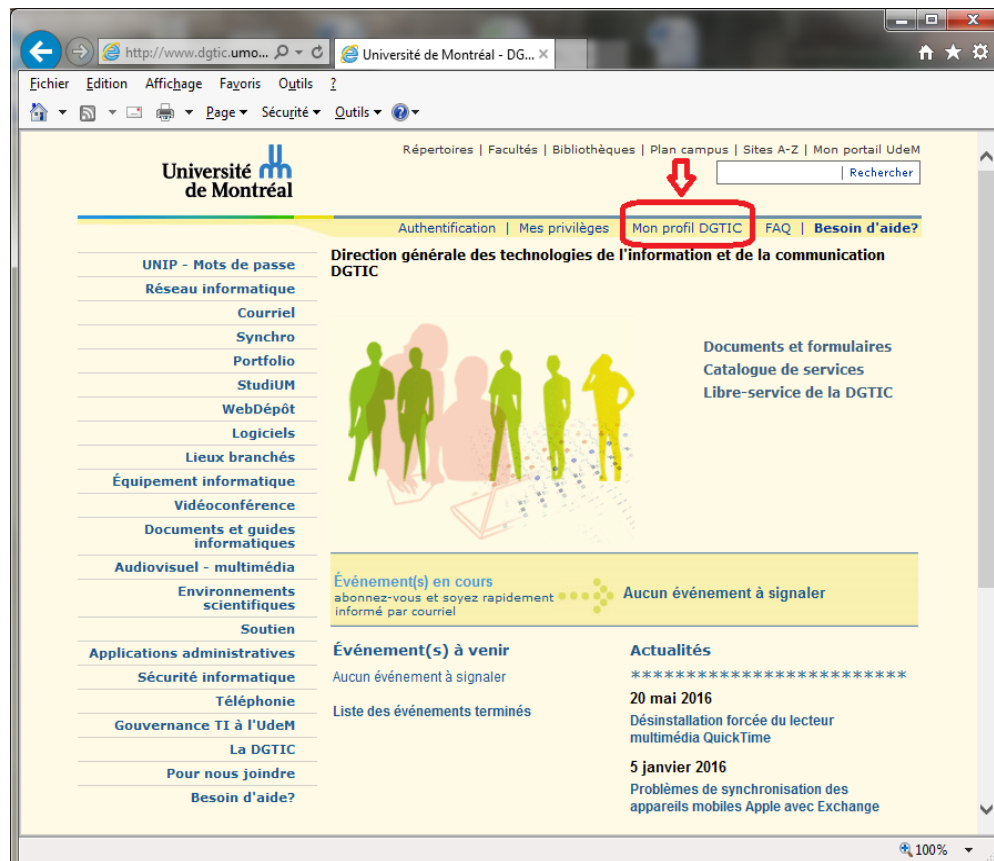 http://www.dgtic.umo...
Université de Montréal - DG...
Fichier Edition Affichage Favoris Outils ?
Page Sécurité Outils
Répertoires | Facultés | Bibliothèques | Plan campus | Sites A-Z | Mon portail UdeM
Université
de Montréal
| Rechercher
Authentification | Mes privilèges Mon profil DGTIC FAQ | Besoin d'aide?
Direction générale des technologies de l'information et de la communication
DGTIC
UNIP - Mots de passe
Réseau informatique
Courriel
Synchro
Portfolio
StudiUM
WebDépôt
Logiciels
Lieux branchés
Équipement informatique
Vidéoconférence
Documents et guides
informatiques
Audiovisuel - multimédia
Environnements
scientifiques
Soutien
Applications administratives
Sécurité informatique
Téléphonie
Gouvernance TI à l'UdeM
La DGTIC
Pour nous joindre
Besoin d'aide?
Documents et formulaires
Catalogue de services
Libre-service de la DGTIC
Événement(s) en cours
abonnez-vous et soyez rapidement
informé par courriel
Aucun événement à signaler
Événement(s) à venir
Aucun événement à signaler
Liste des événements terminés
Actualités
*************************
20 mai 2016
Désinstallation forcée du lecteur
multimédia QuickTime
5 janvier 2016
Problèmes de synchronisation des
appareils mobiles Apple avec Exchange
100%